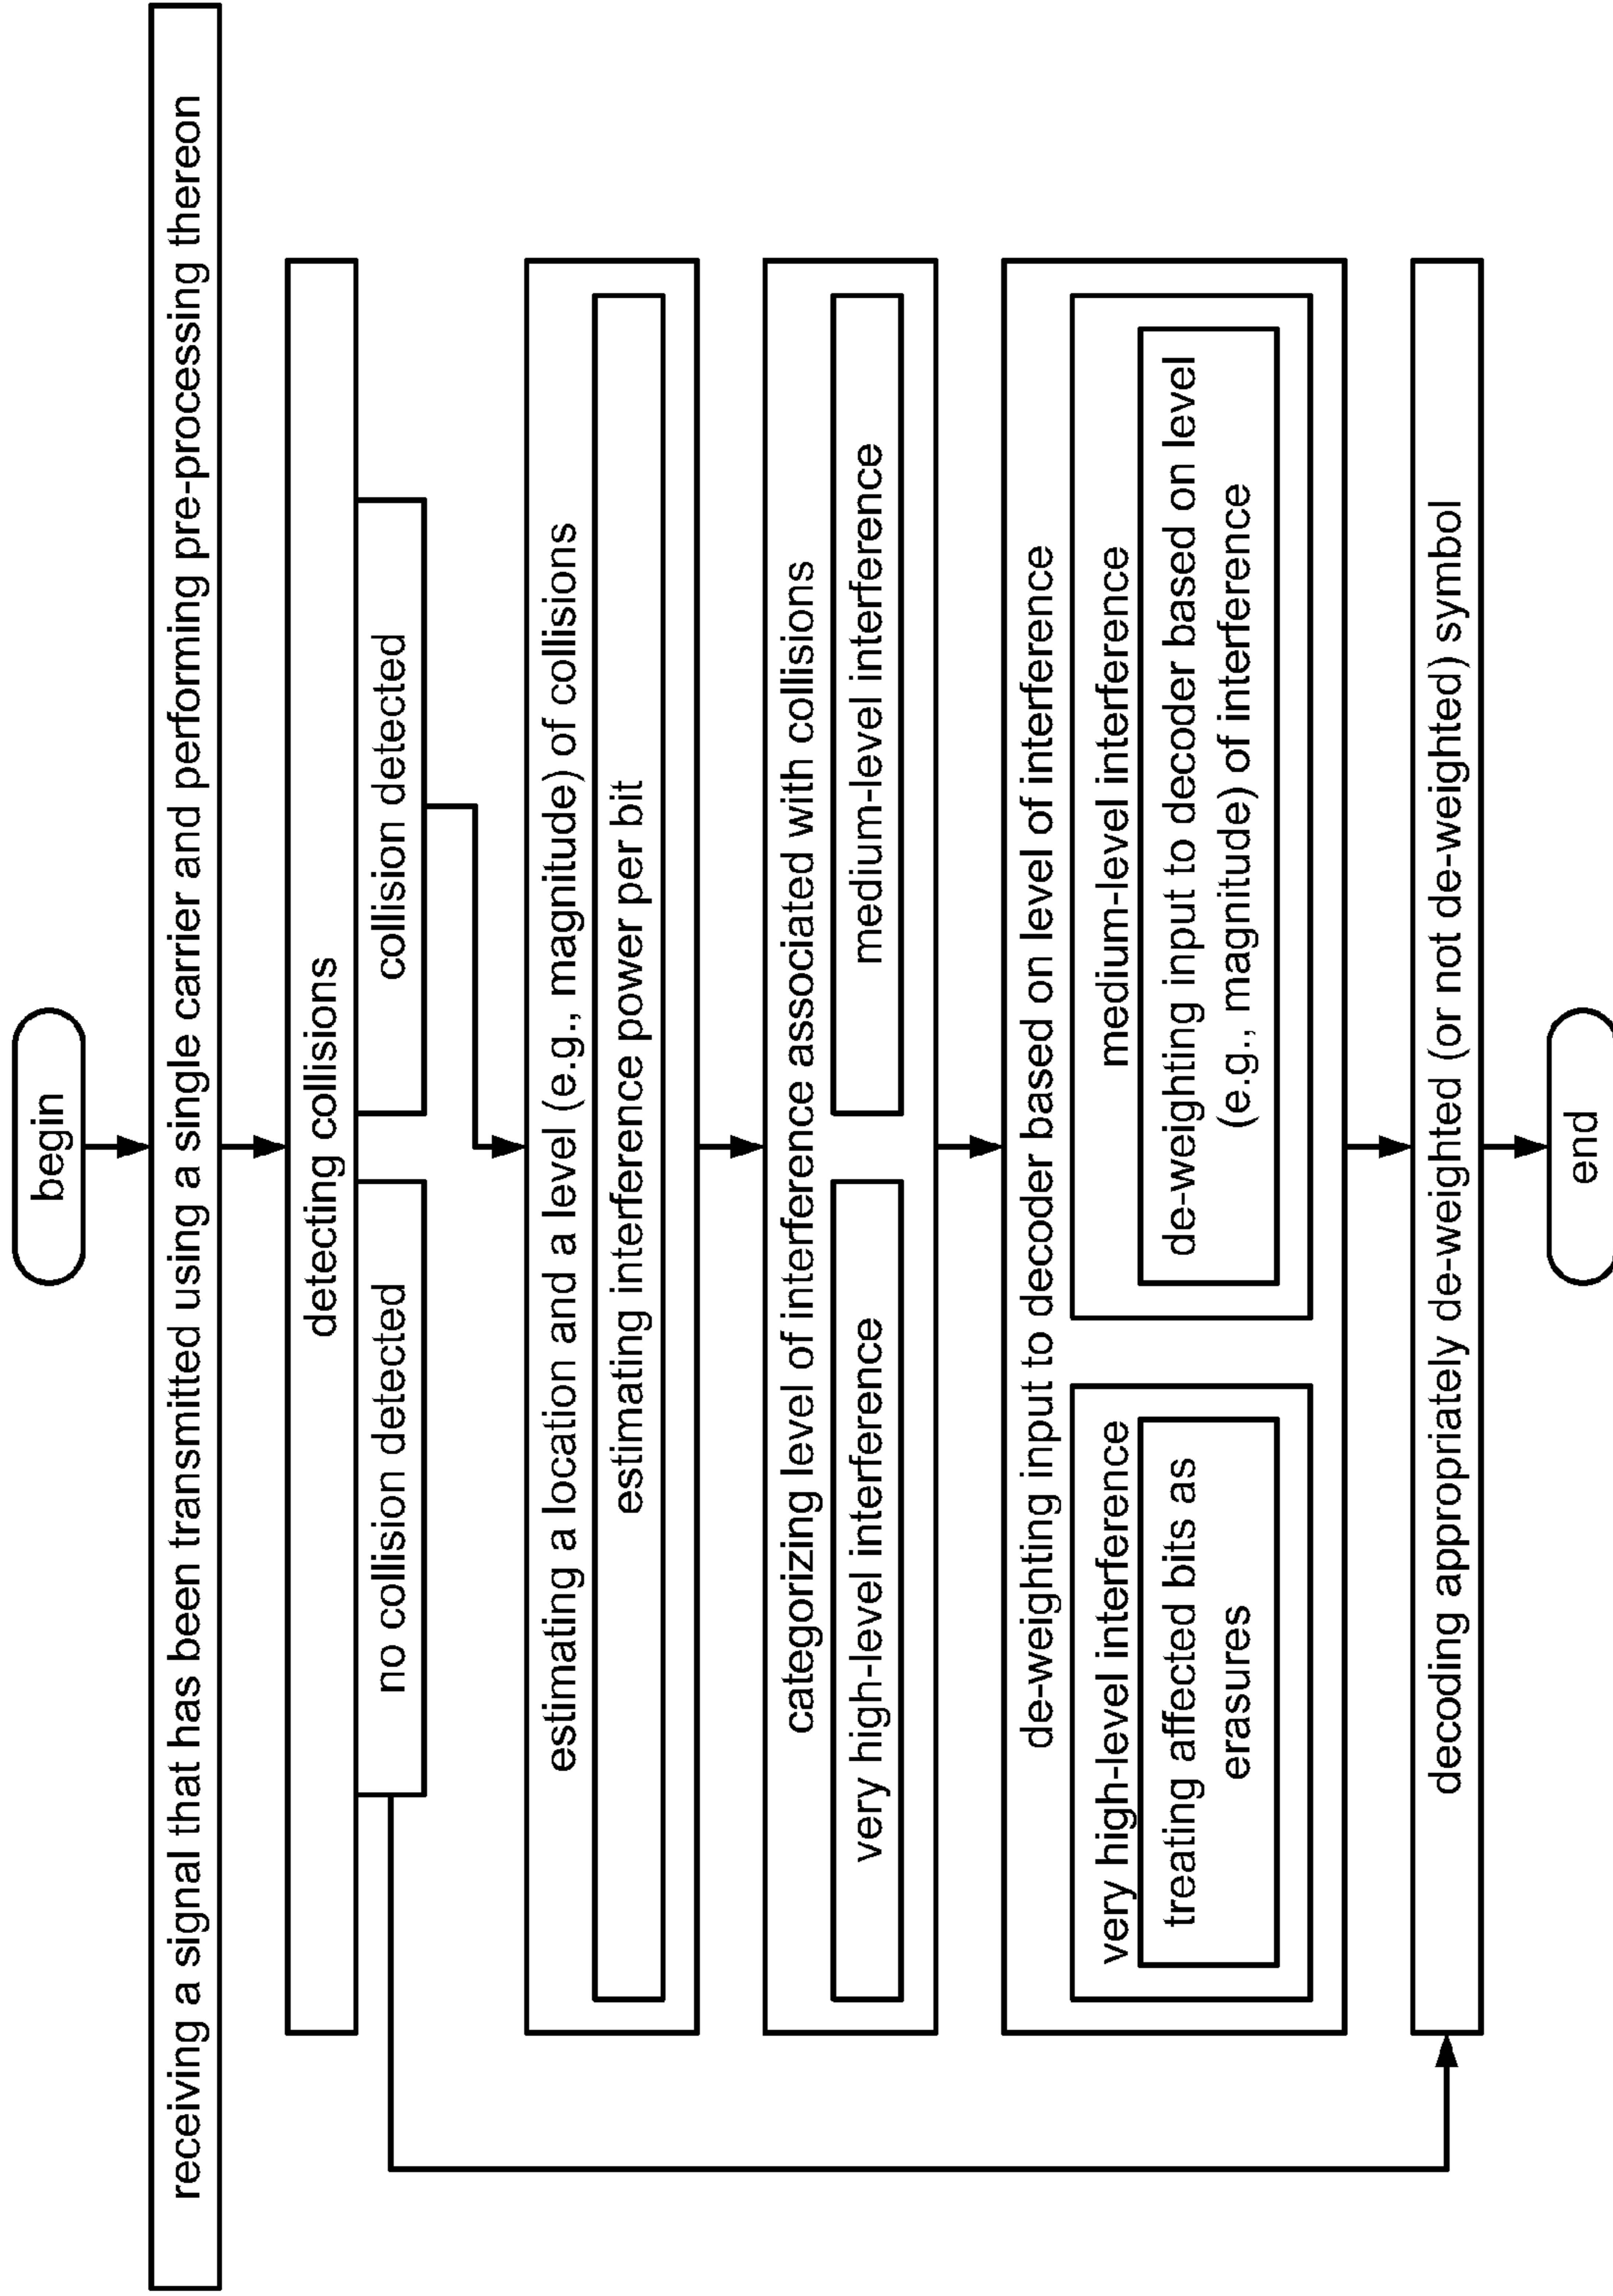 begin
receiving a signal that has been transmitted using a single carrier and performing pre-processing thereon
detecting collisions
no collision detected
collision detected
estimating a location and a level (e.g., magnitude) of collisions
estimating interference power per bit
categorizing level of interference associated with collisions
very high-level interference
medium-level interference
de-weighting input to decoder based on level of interference
very high-level interference
treating affected bits as
erasures
medium-level interference
de-weighting input to decoder based on level
(e.g., magnitude) of interference
decoding appropriately de-weighted (or not de-weighted) symbol
end